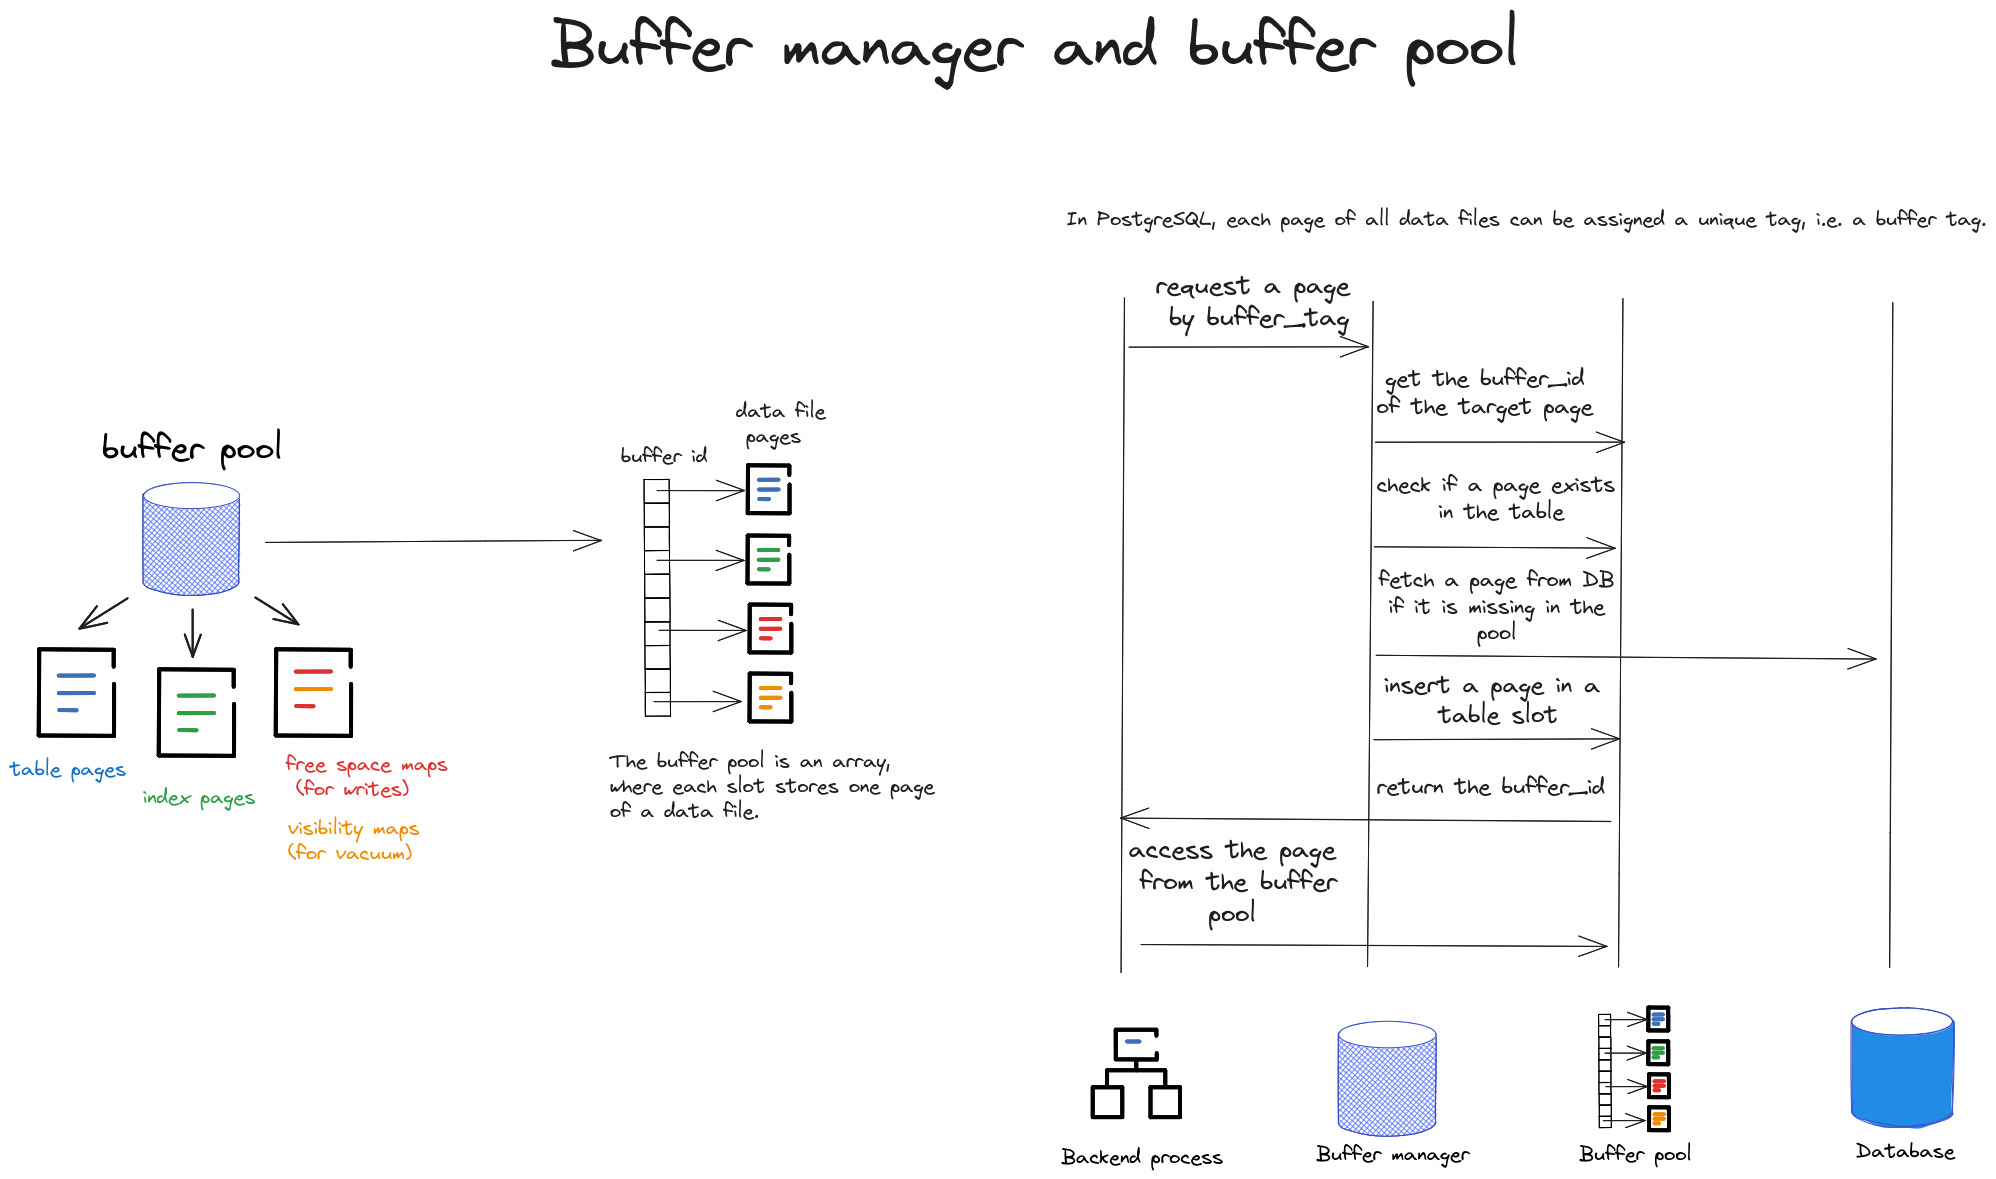 Buffer manager and buffer pool
In PostgreSQL, each page of all data files can be assigned a unique tag, i.e. a buffer tag.
buffer pool
table pages
index pages
free space maps
(for writes)
visibility maps
(for vacuum)
buffer id
data file
pages
The buffer pool is an array,
where each slot stores one page
of a data file.
request a page
by buffer_tag
get the buffer_id
of the target page
check if a page exists
in the table
fetch a page from DB
if it is missing in the
pool
insert a page in a
table slot
return the buffer_id
access the page
from the buffer
pool
Backend process
Buffer manager
Buffer pool
Database